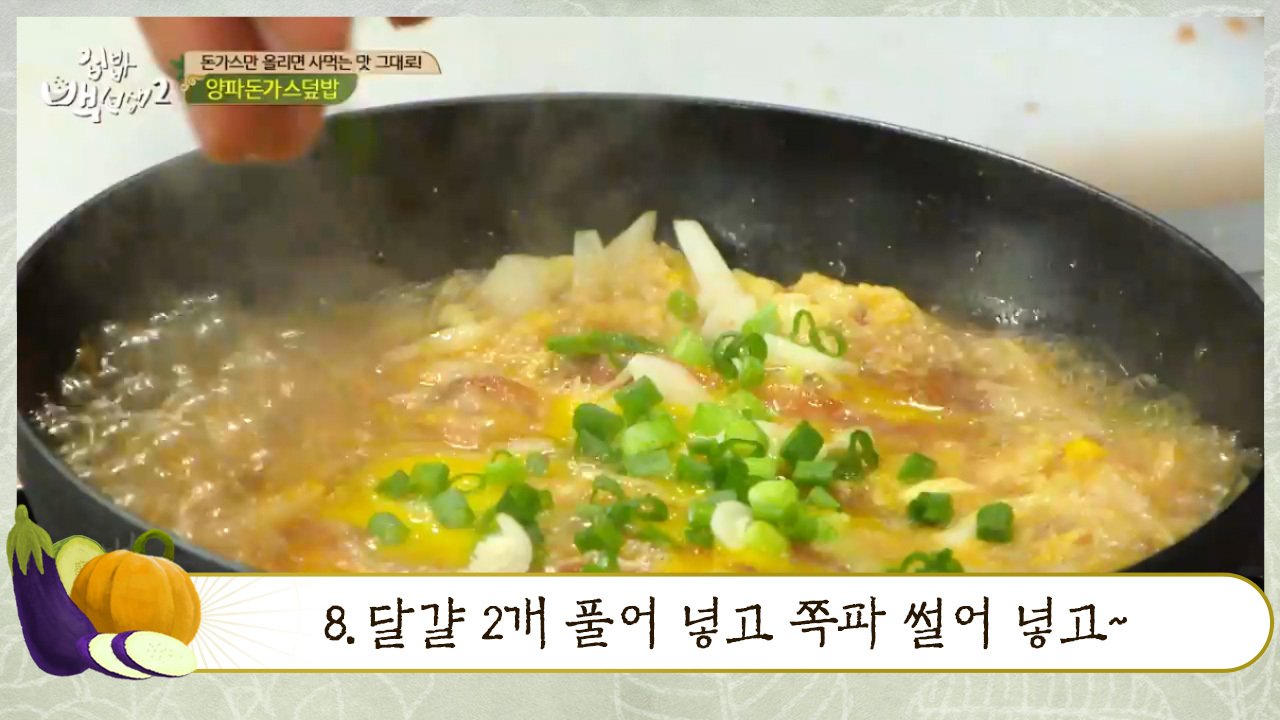 집밥
백선생2
돈가스만 올리면 사먹는 맛 그대로!
양파돈가스덮밥
8. 달걀 2개 풀어 넣고 쪽파 썰어 넣고~